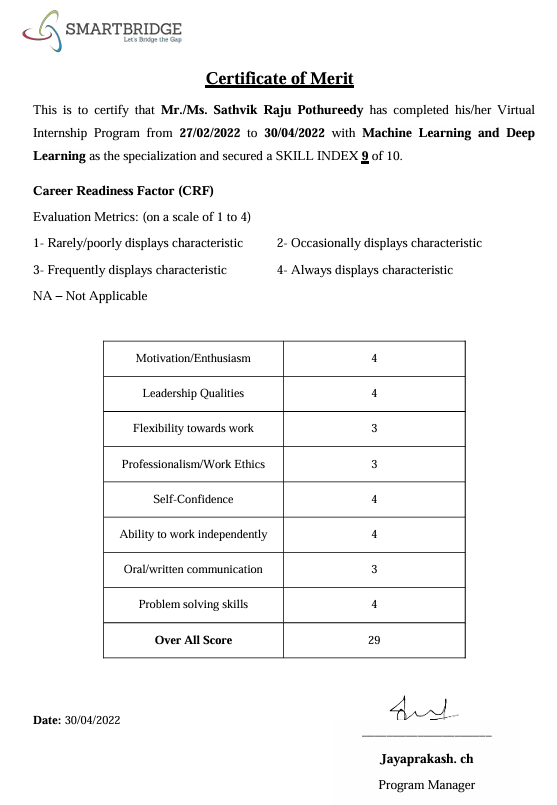 SMARTBRIDGE
Let's Bridge the Gap
Certificate of Merit
This is to certify that Mr./Ms. Sathvik Raju Pothureedy has completed his/her Virtual
Internship Program from 27/02/2022 to 30/04/2022 with Machine Learning and Deep
Learning as the specialization and secured a SKILL INDEX 9 of 10.
Career Readiness Factor (CRF)
Evaluation Metrics: (on a scale of 1 to 4)
1- Rarely/poorly displays characteristic 2- Occasionally displays characteristic
3- Frequently displays characteristic 4- Always displays characteristic
NA – Not Applicable
Motivation/Enthusiasm 4
Leadership Qualities 4
Flexibility towards work 3
Professionalism/Work Ethics 3
Self-Confidence 4
Ability to work independently 4
Oral/written communication 3
Problem solving skills 4
Over All Score 29
Date: 30/04/2022
Jayaprakash. ch
Program Manager